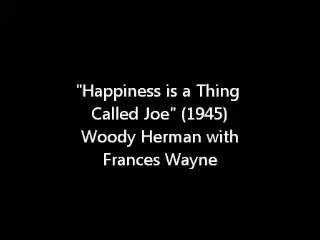 "Happiness is a Thing
Called Joe" (1945)
Woody Herman with
Frances Wayne